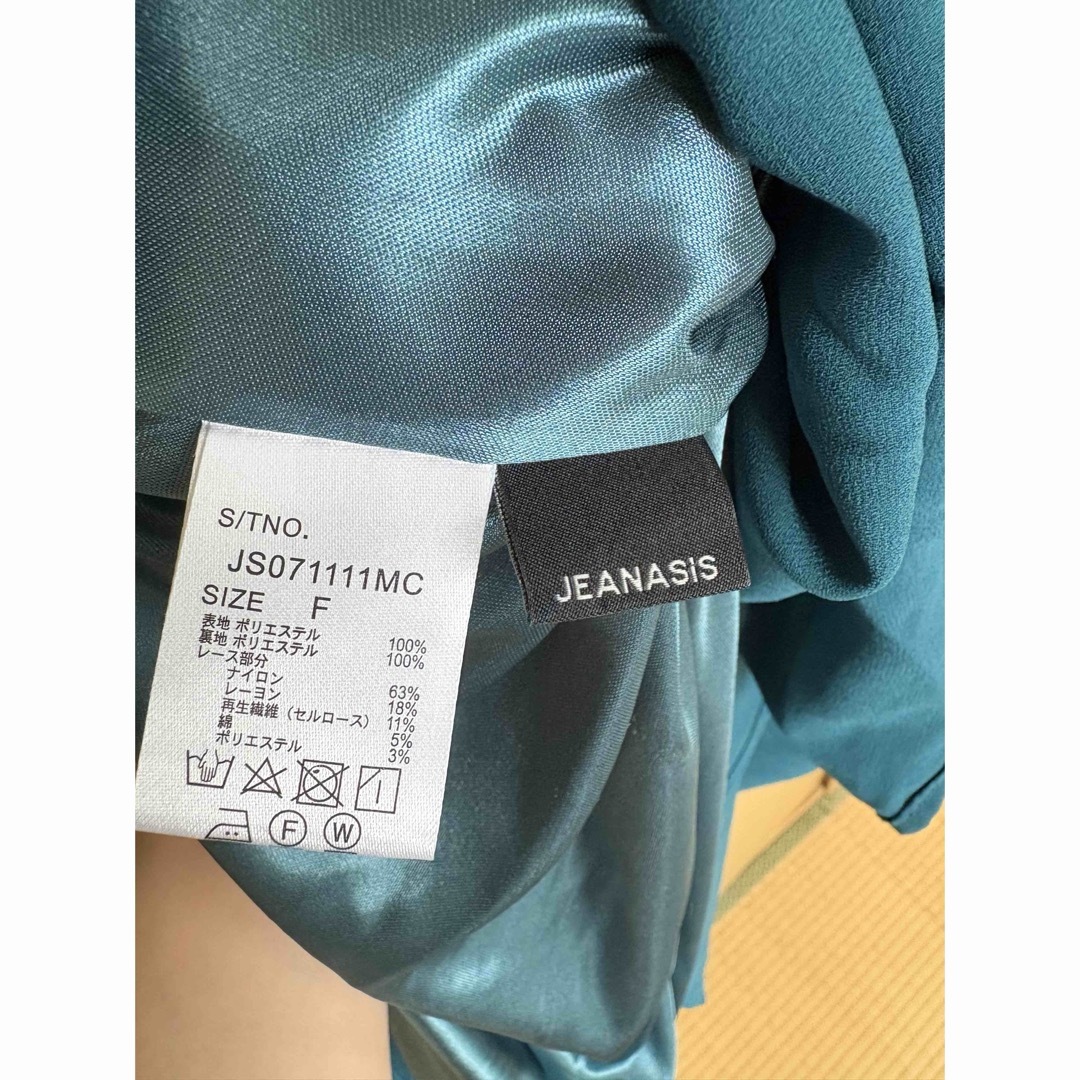 S/TNO.
JS071111MC
SIZE F
表地 ポリエステル 100%
裏地 ポリエステル 100%
レース部分
ナイロン 63%
レーヨン 18%
再生繊維（セルロース） 11%
綿 5%
ポリエステル 3%
F W
JEANASiS